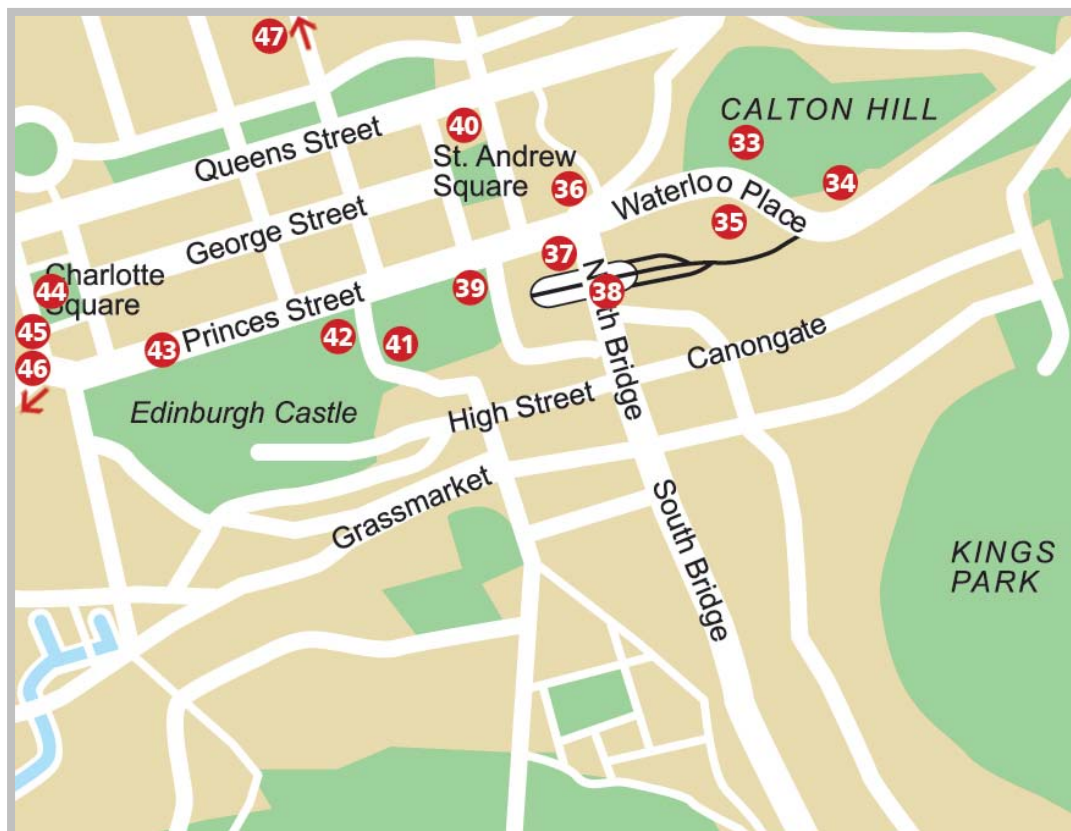 47
CALTON HILL
40
33
Queens Street
St. Andrew
Square
36
34
Waterloo Place
George Street
35
37
Charlotte
Square
44
39
38
North Bridge
Princes Street
45
42
41
43
46
Canongate
High Street
Edinburgh Castle
Grassmarket
South Bridge
KINGS
PARK